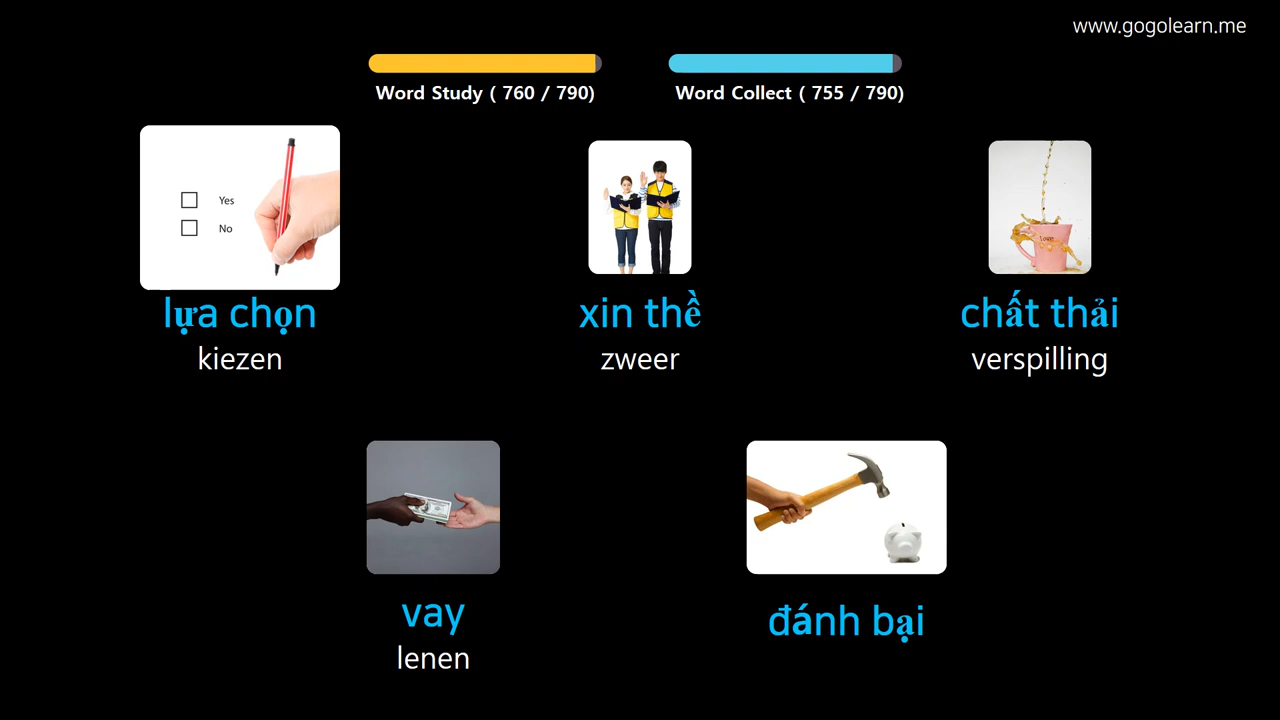 www.gogolearn.me
Word Study ( 760 / 790)
Word Collect ( 755 / 790)
Yes
No
Love
lựa chọn
xin thề
chất thải
kiezen
zweer
verspilling
vay
đánh bại
lenen